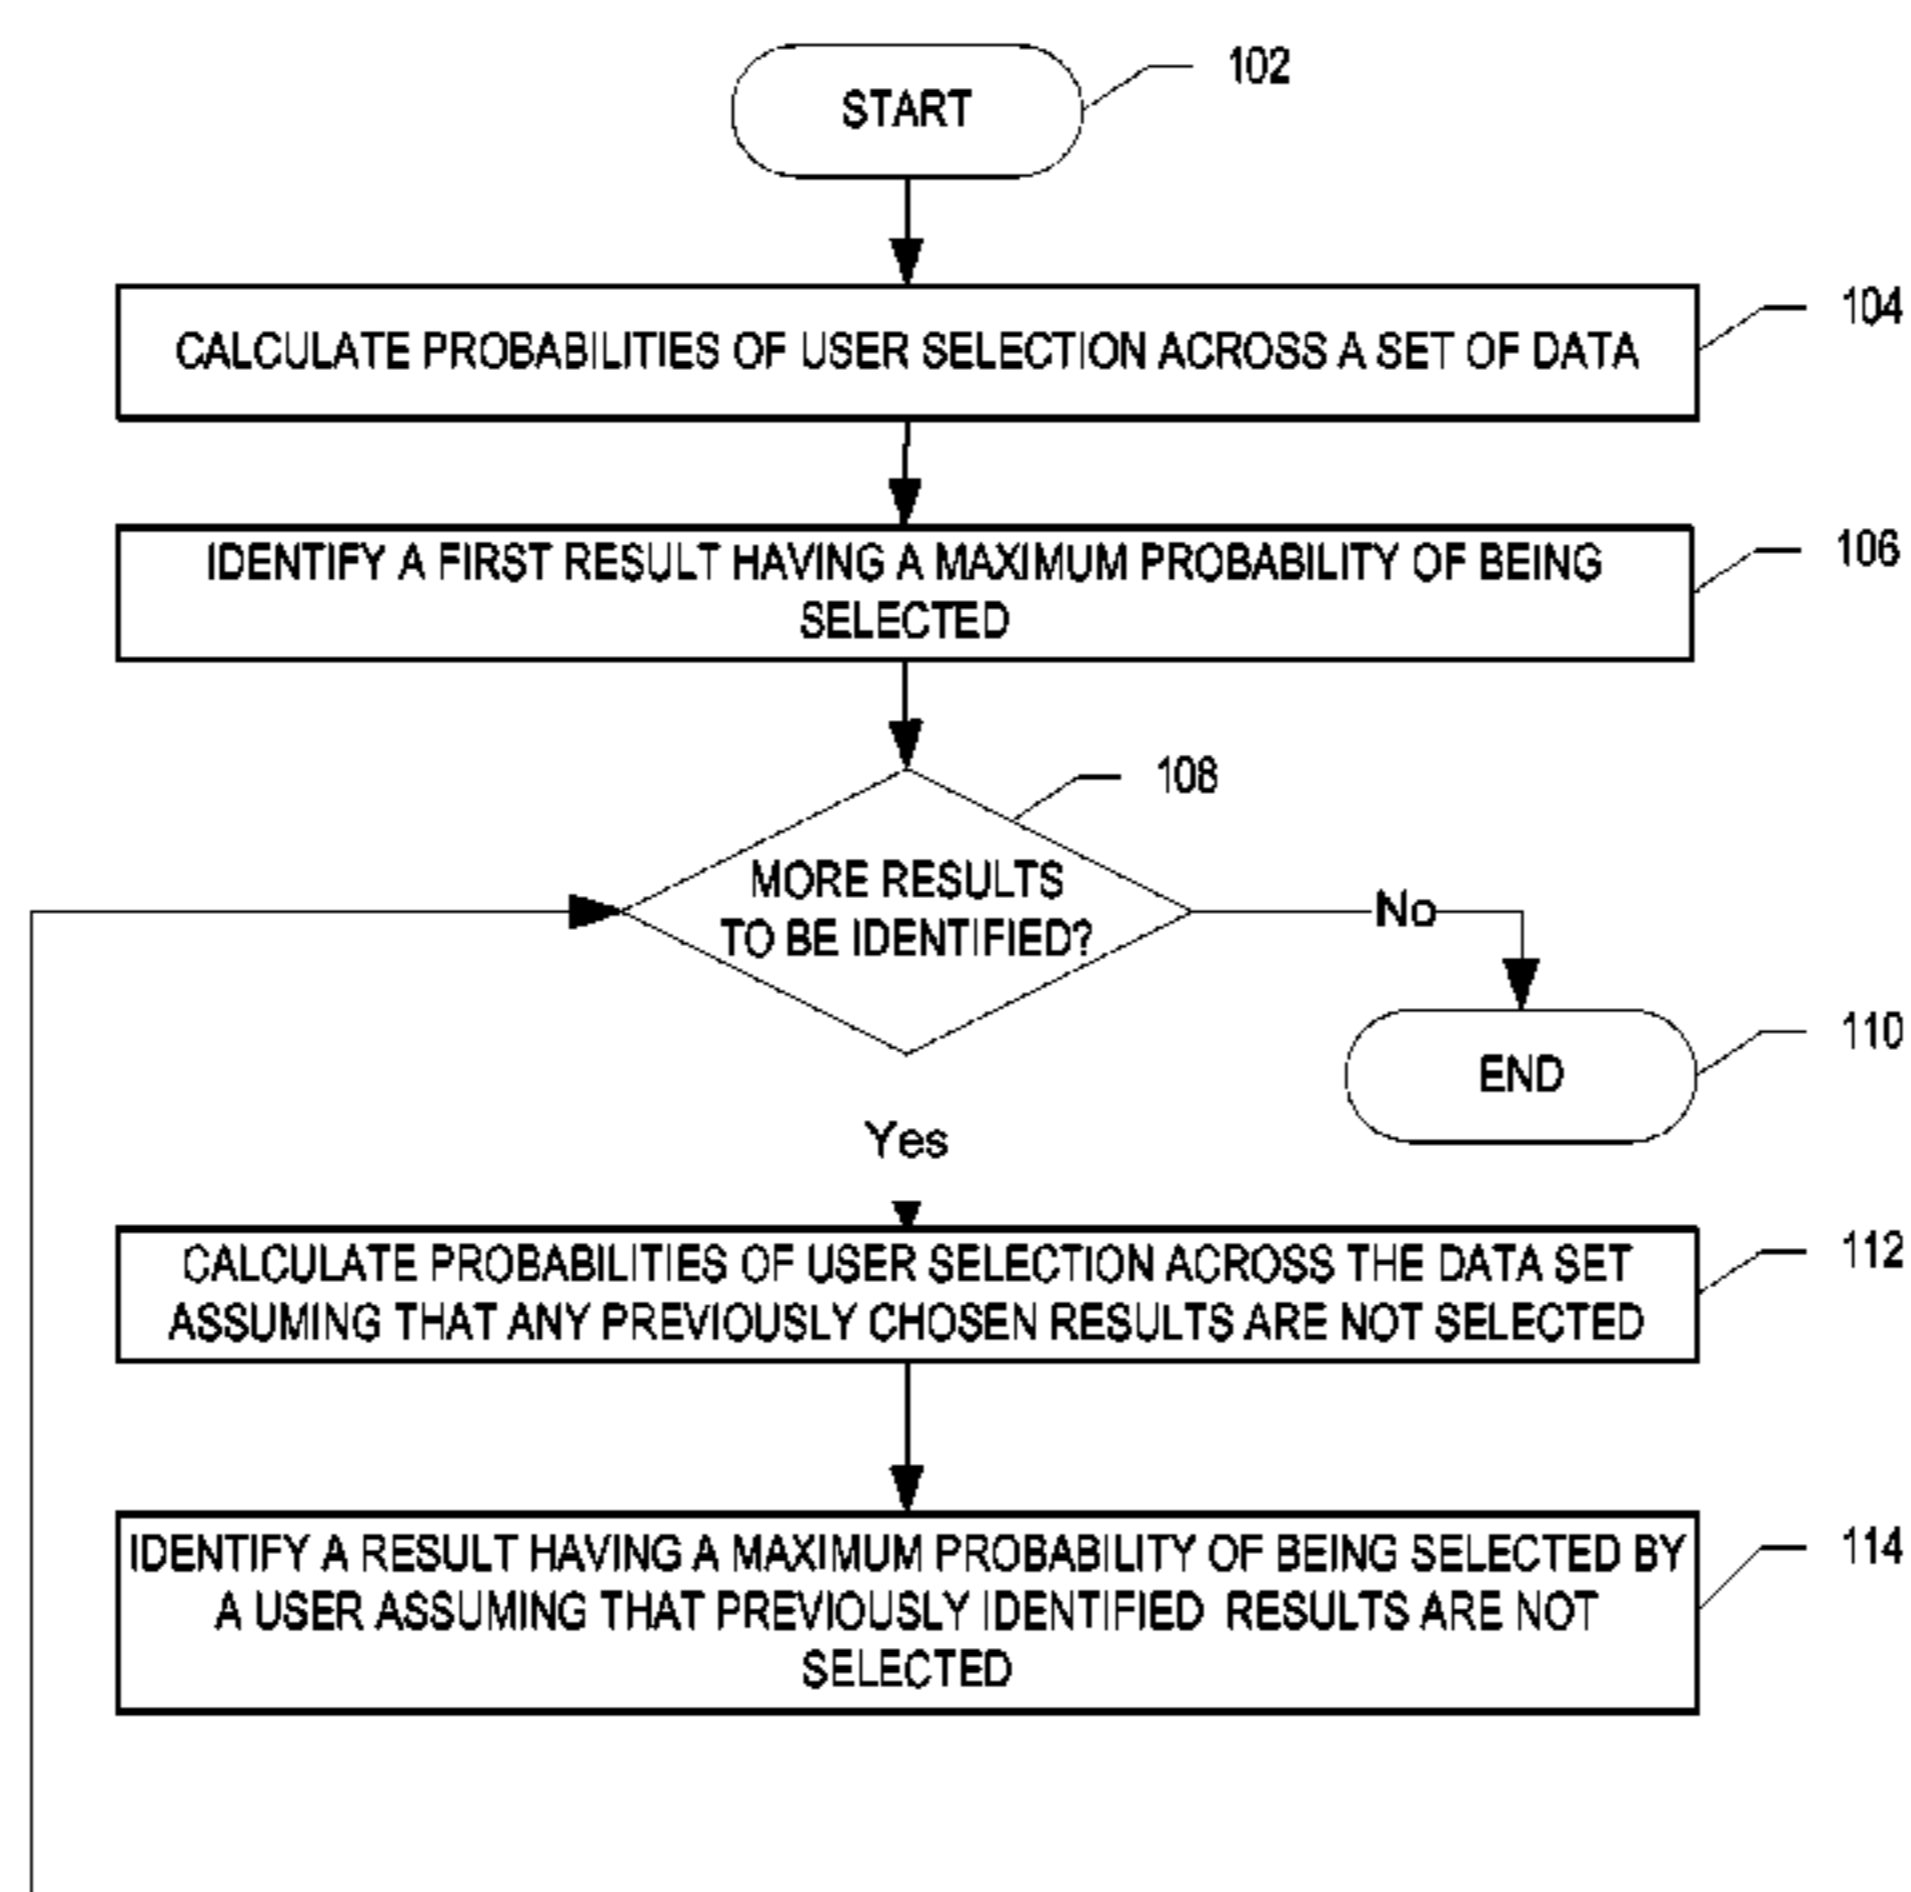 102
START
104
CALCULATE PROBABILITIES OF USER SELECTION ACROSS A SET OF DATA
106
IDENTIFY A FIRST RESULT HAVING A MAXIMUM PROBABILITY OF BEING
SELECTED
108
MORE RESULTS
TO BE IDENTIFIED?
No
110
END
Yes
112
CALCULATE PROBABILITIES OF USER SELECTION ACROSS THE DATA SET
ASSUMING THAT ANY PREVIOUSLY CHOSEN RESULTS ARE NOT SELECTED
114
IDENTIFY A RESULT HAVING A MAXIMUM PROBABILITY OF BEING SELECTED BY
A USER ASSUMING THAT PREVIOUSLY IDENTIFIED RESULTS ARE NOT
SELECTED